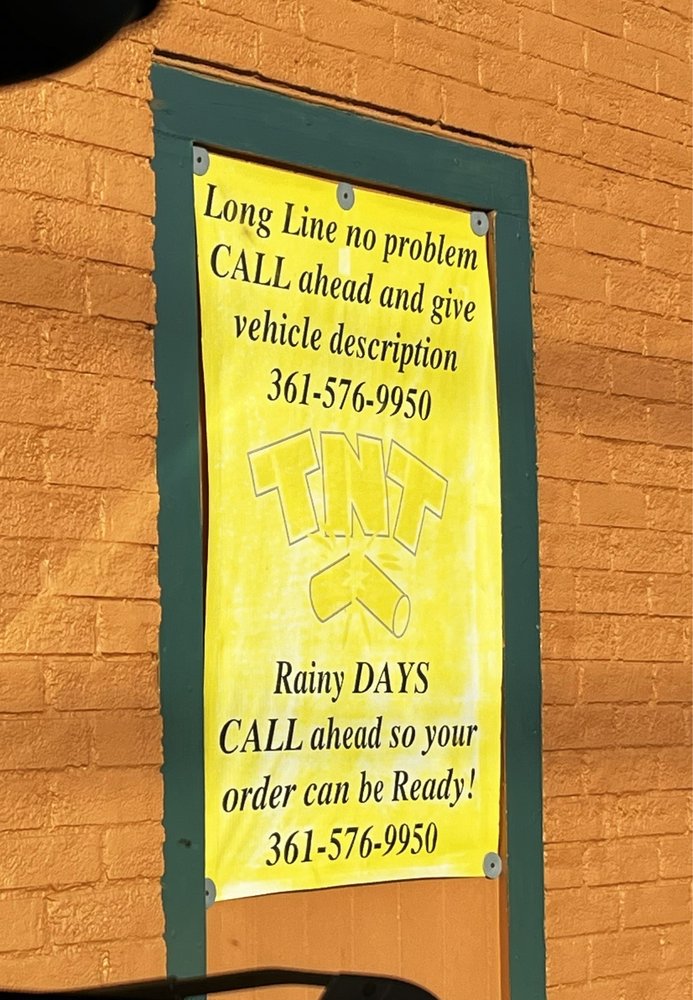 Long Line no problem
CALL ahead and give
vehicle description
361-576-9950
TNT
Rainy DAYS
CALL ahead so your
order can be Ready!
361-576-9950